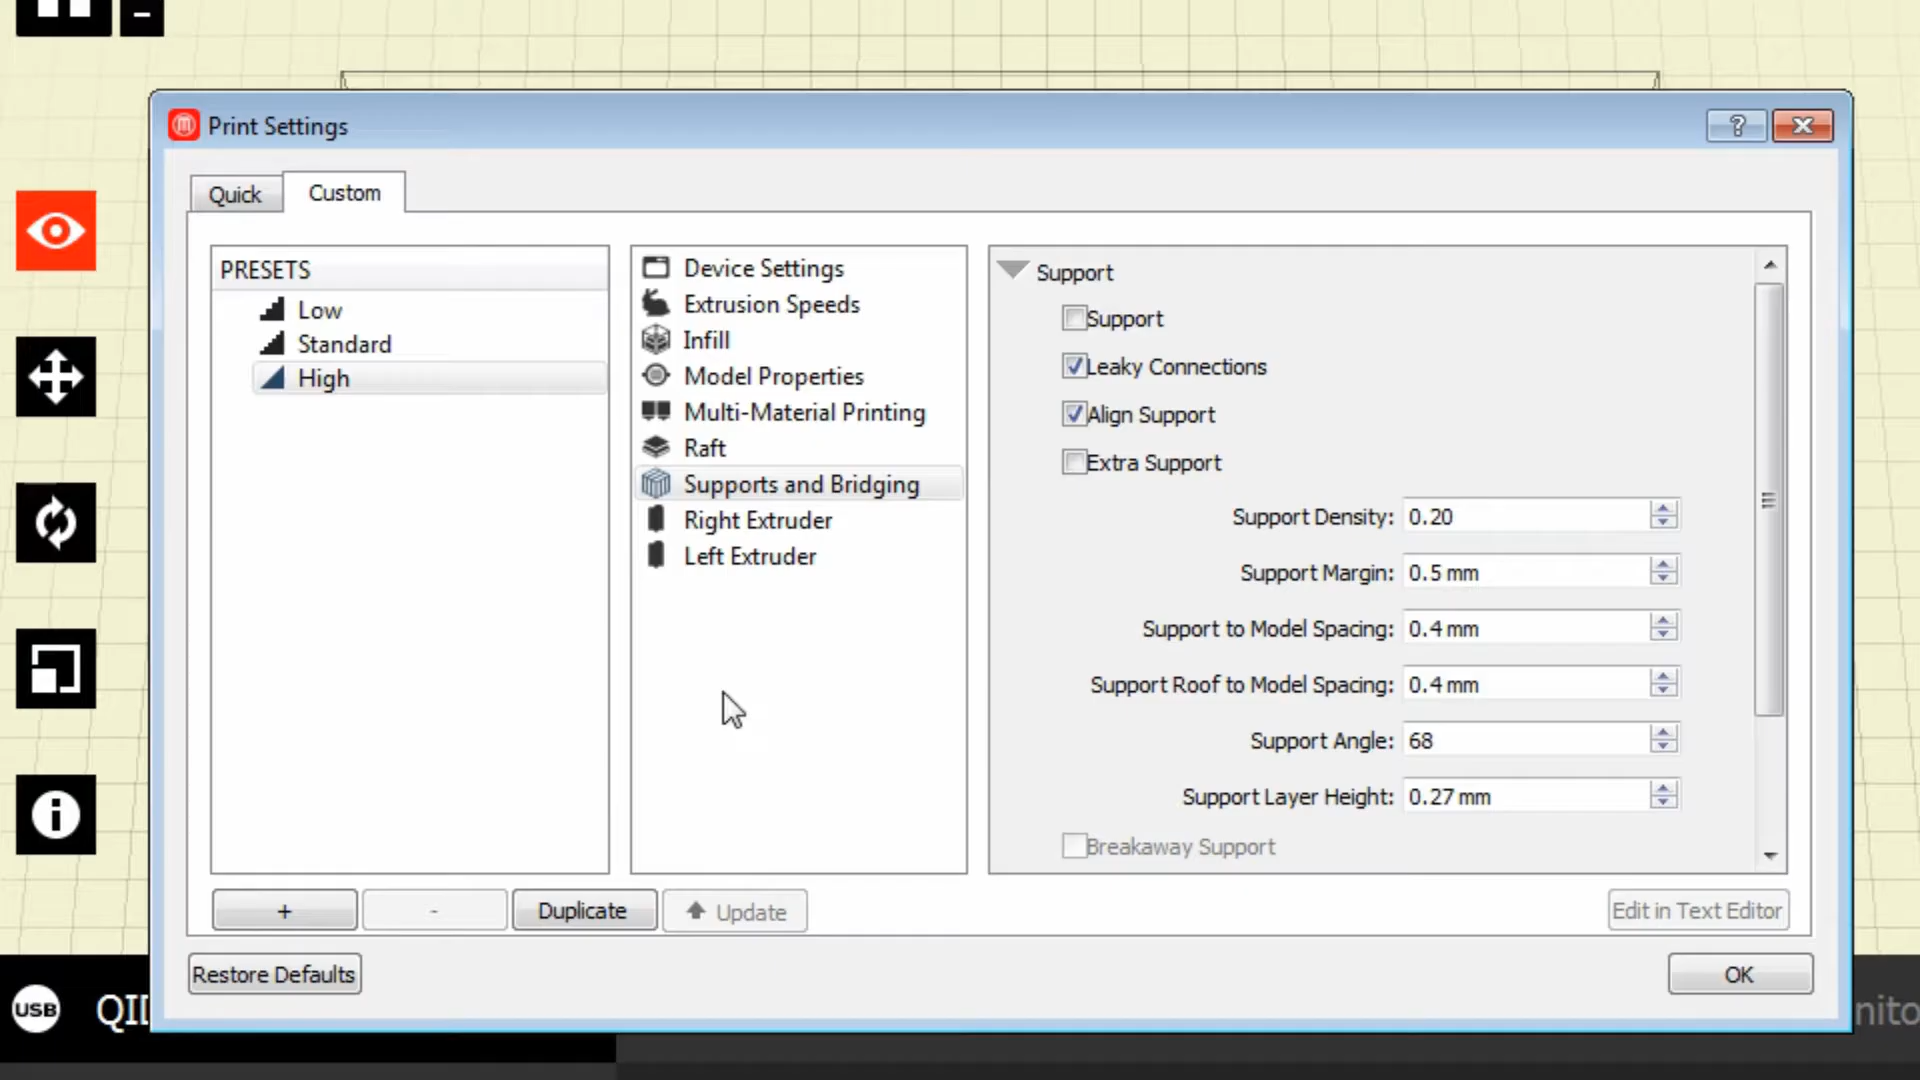 Print Settings
?
Quick
Custom
PRESETS
Low
Standard
High
Device Settings
Extrusion Speeds
Infill
Model Properties
Multi-Material Printing
Raft
Supports and Bridging
Right Extruder
Left Extruder
Support
Support
Leaky Connections
Align Support
Extra Support
Support Density: 0.20
Support Margin: 0.5 mm
Support to Model Spacing: 0.4 mm
Support Roof to Model Spacing: 0.4 mm
Support Angle: 68
Support Layer Height: 0.27 mm
Breakaway Support
+
-
Duplicate
Update
Edit in Text Editor
Restore Defaults
OK
USB
QI
nito